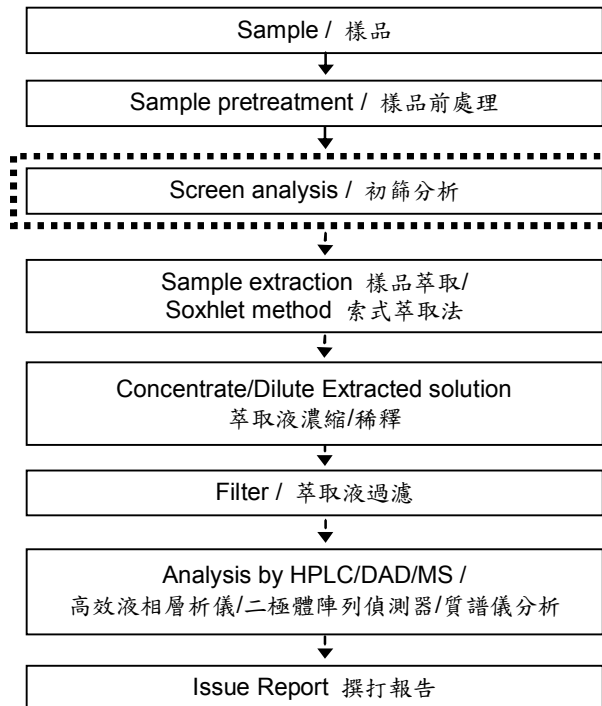 Sample / 樣品
Sample pretreatment / 樣品前處理
Screen analysis / 初篩分析
Sample extraction 樣品萃取/
Soxhlet method 索式萃取法
Concentrate/Dilute Extracted solution
萃取液濃縮/稀釋
Filter / 萃取液過濾
Analysis by HPLC/DAD/MS /
高效液相層析儀/二極體陣列偵測器/質譜儀分析
Issue Report 撰打報告